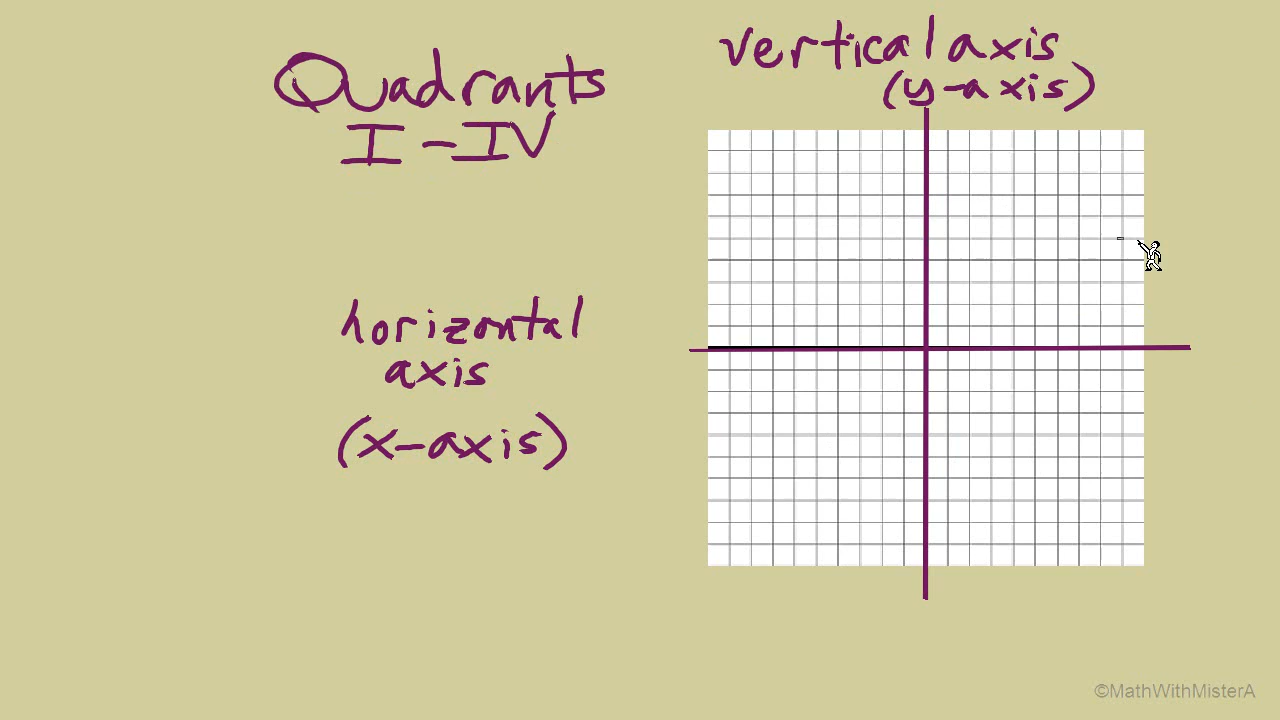 Quadrants
I - IV
vertical axis
(y-axis)
horizontal
axis
(x-axis)
©MathWithMisterA